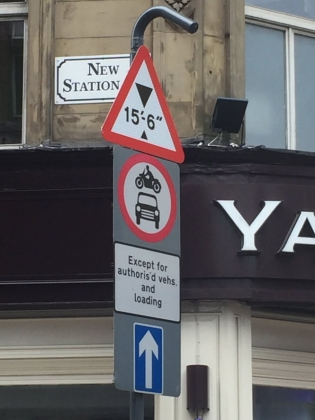 NEW
STATION
15'-6"
Except for
authoris'd vehs.
and
loading
YA